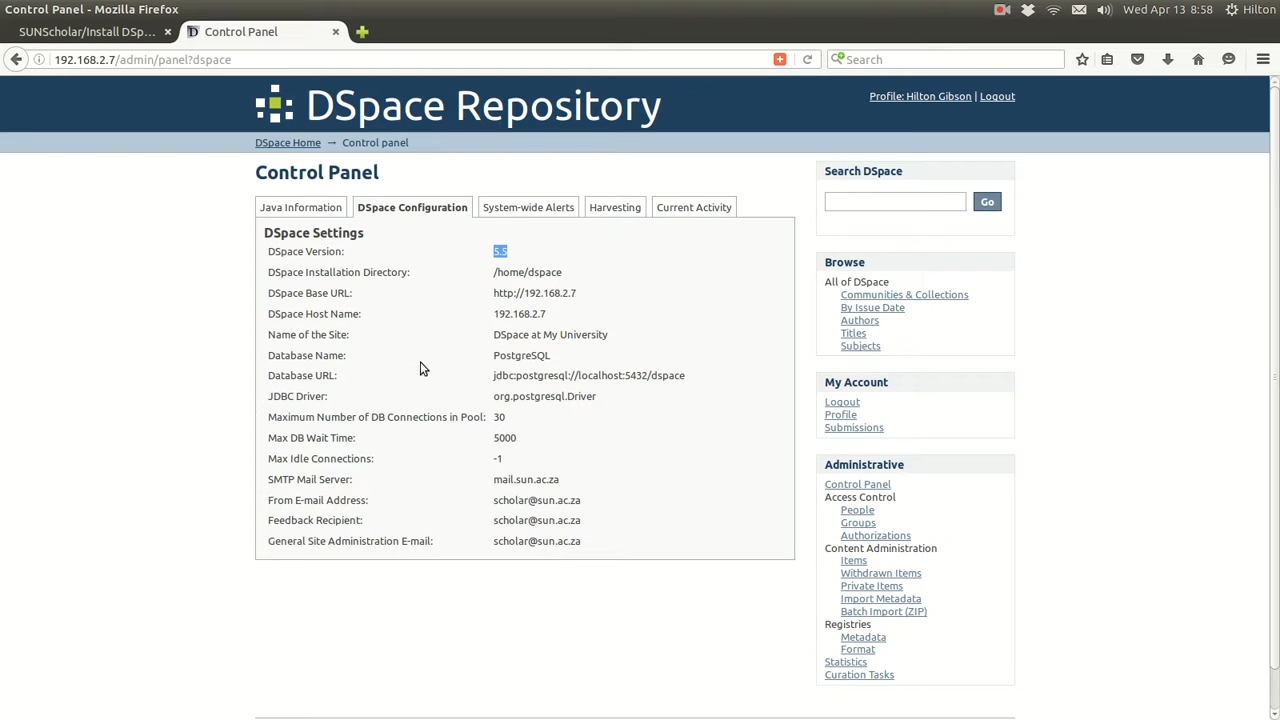 Control Panel - Mozilla Firefox
Wed Apr 13 8:58 Hilton
SUNScholar/Install DSp...
Control Panel
192.168.2.7/admin/panel?dspace
Search
DSpace Repository
Profile: Hilton Gibson | Logout
DSpace Home → Control panel
Control Panel
Java Information
DSpace Configuration
System-wide Alerts
Harvesting
Current Activity
DSpace Settings
DSpace Version: 5.5
DSpace Installation Directory: /home/dspace
DSpace Base URL: http://192.168.2.7
DSpace Host Name: 192.168.2.7
Name of the Site: DSpace at My University
Database Name: PostgreSQL
Database URL: jdbc:postgresql://localhost:5432/dspace
JDBC Driver: org.postgresql.Driver
Maximum Number of DB Connections in Pool: 30
Max DB Wait Time: 5000
Max Idle Connections: -1
SMTP Mail Server: mail.sun.ac.za
From E-mail Address: scholar@sun.ac.za
Feedback Recipient: scholar@sun.ac.za
General Site Administration E-mail: scholar@sun.ac.za
Search DSpace
Go
Browse
All of DSpace
Communities & Collections
By Issue Date
Authors
Titles
Subjects
My Account
Logout
Profile
Submissions
Administrative
Control Panel
Access Control
People
Groups
Authorizations
Content Administration
Items
Withdrawn Items
Private Items
Import Metadata
Batch Import (ZIP)
Registries
Metadata
Format
Statistics
Curation Tasks